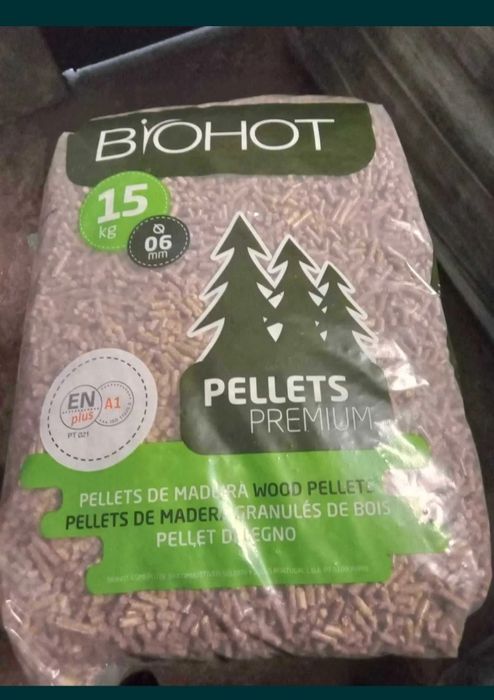 BIOHOT
15
kg
Ø
06
mm
PELLETS
PREMIUM
EN
plus
A1
PT 021
PELLETS DE MADEIRA WOOD PELLETS
PELLETS DE MADERA GRANULÉS DE BOIS
PELLET DI LEGNO